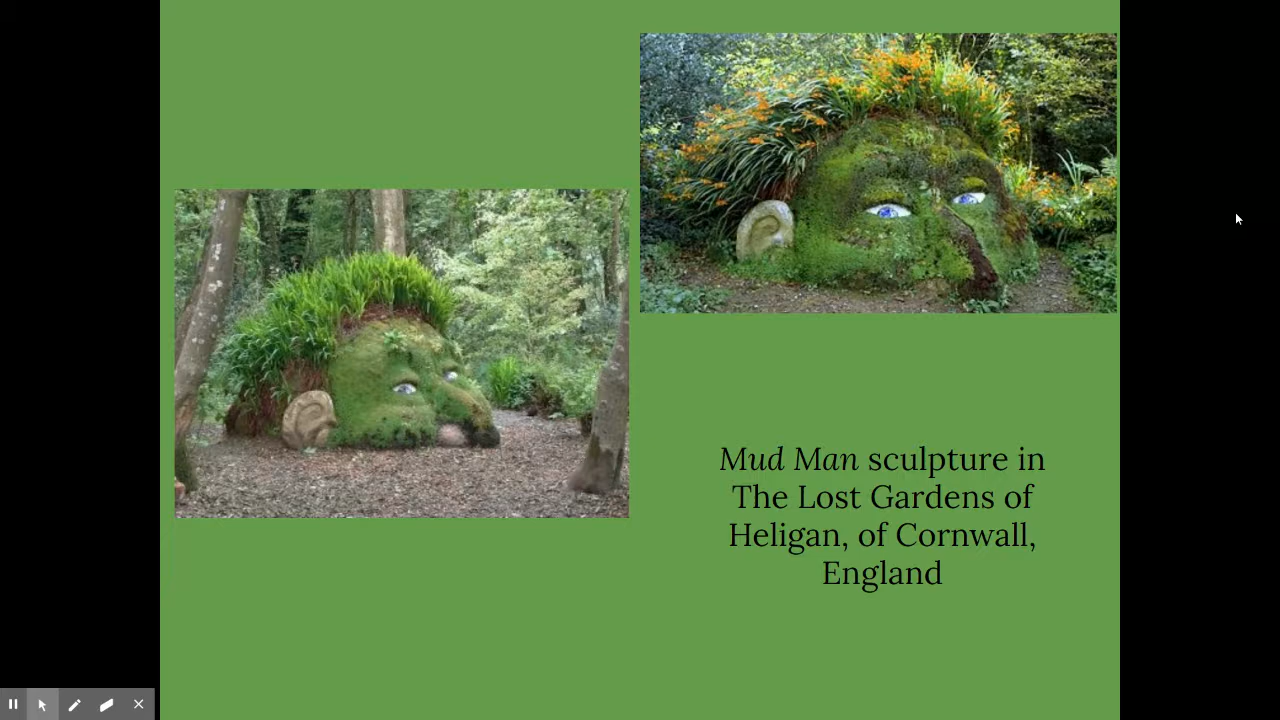 Mud Man sculpture in
The Lost Gardens of
Heligan, of Cornwall,
England